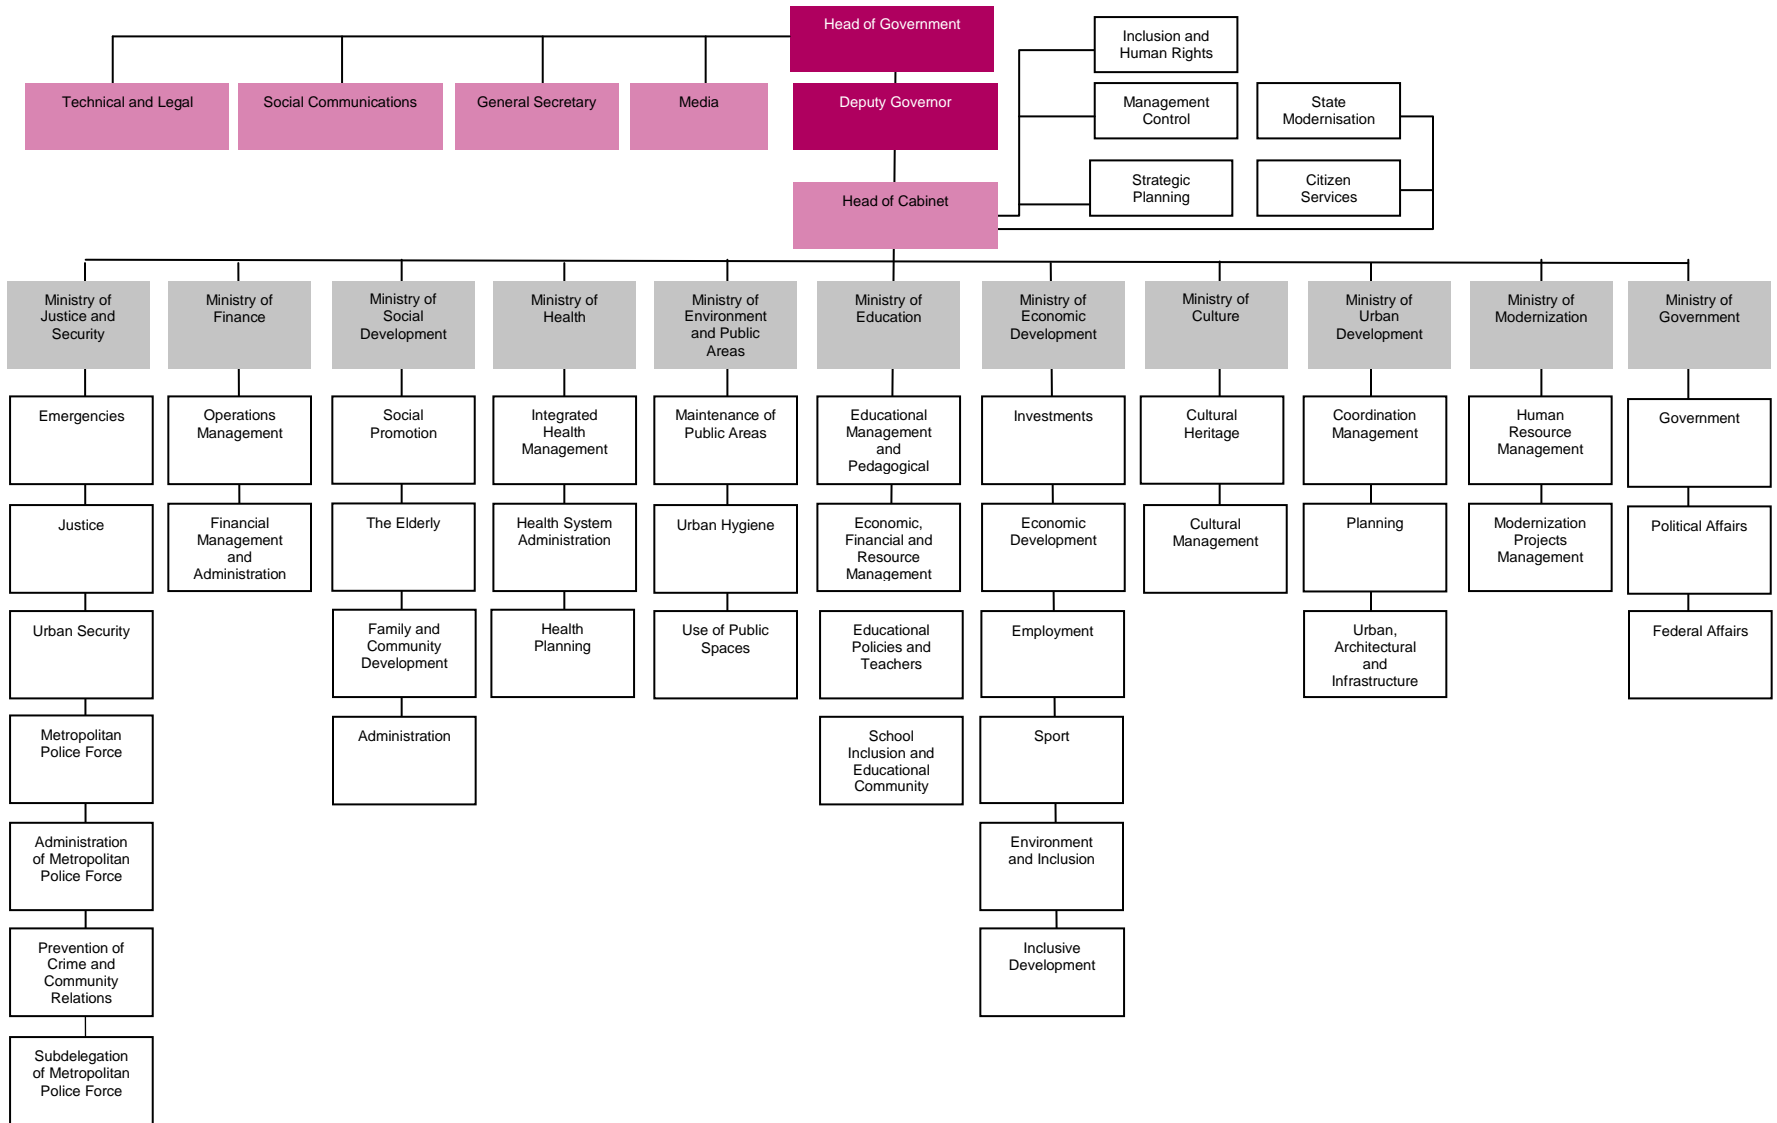 Head of Government
Inclusion and
Human Rights
Technical and Legal
Social Communications
General Secretary
Media
Deputy Governor
Management
Control
State
Modernisation
Strategic
Planning
Citizen
Services
Head of Cabinet
Ministry of
Justice and
Security
Ministry of
Finance
Ministry of
Social
Development
Ministry of
Health
Ministry of
Environment
and Public
Areas
Ministry of
Education
Ministry of
Economic
Development
Ministry of
Culture
Ministry of
Urban
Development
Ministry of
Modernization
Ministry of
Government
Emergencies
Operations
Management
Social
Promotion
Integrated
Health
Management
Maintenance of
Public Areas
Educational
Management
and
Pedagogical
Investments
Cultural
Heritage
Coordination
Management
Human
Resource
Management
Government
Justice
Financial
Management
and
Administration
The Elderly
Health System
Administration
Urban Hygiene
Economic,
Financial and
Resource
Management
Economic
Development
Cultural
Management
Planning
Modernization
Projects
Management
Political Affairs
Urban Security
Family and
Community
Development
Health
Planning
Use of Public
Spaces
Educational
Policies and
Teachers
Employment
Urban,
Architectural
and
Infrastructure
Federal Affairs
Metropolitan
Police Force
Administration
School
Inclusion and
Educational
Community
Sport
Administration
of Metropolitan
Police Force
Environment
and Inclusion
Prevention of
Crime and
Community
Relations
Inclusive
Development
Subdelegation
of Metropolitan
Police Force